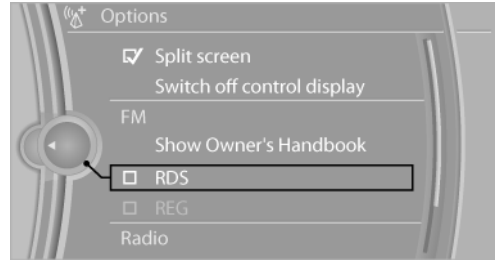 Options
Split screen
Switch off control display
FM
Show Owner's Handbook
RDS
REG
Radio